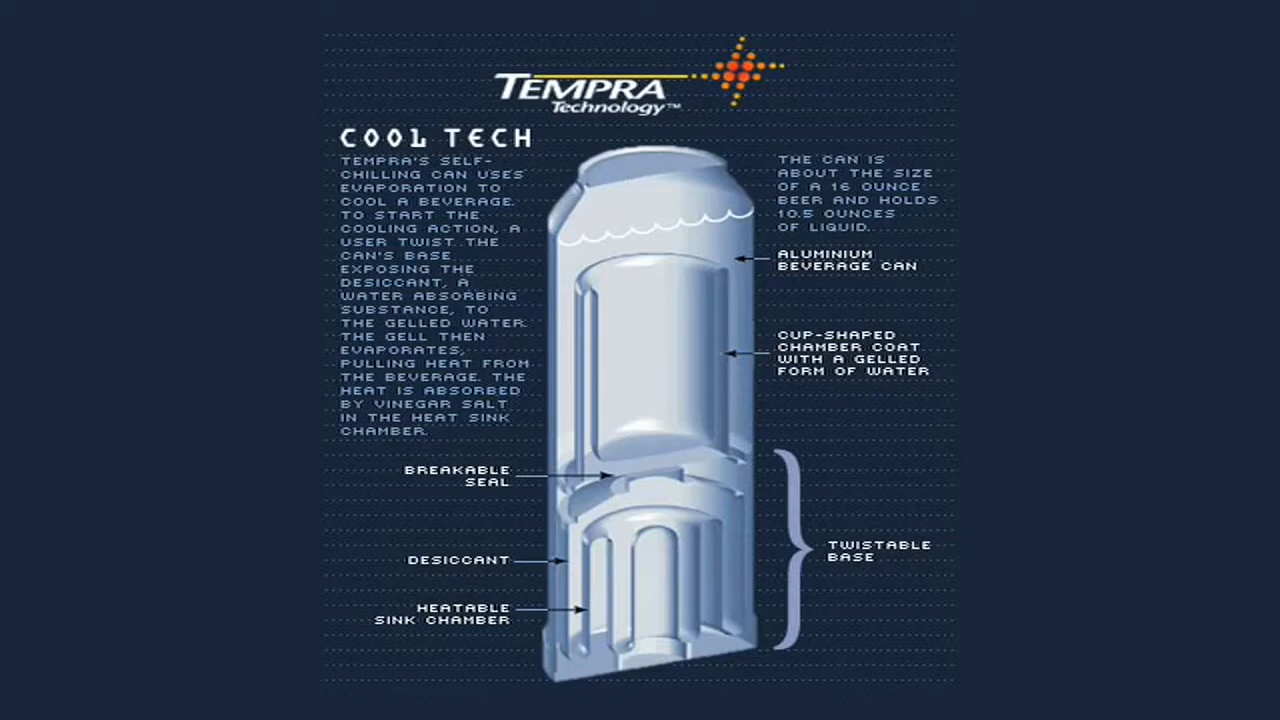 TEMPRA
Technology™
COOL TECH
TEMPRA'S SELF-
CHILLING CAN USES
EVAPORATION TO
COOL A BEVERAGE.
TO START THE
COOLING ACTION, A
USER TWIST THE
CAN'S BASE
EXPOSING THE
DESICCANT, A
WATER ABSORBING
SUBSTANCE, TO
THE GELLED WATER.
THE GELL THEN
EVAPORATES,
PULLING HEAT FROM
THE BEVERAGE. THE
HEAT IS ABSORBED
BY VINEGAR SALT
IN THE HEAT SINK
CHAMBER.
THE CAN IS
ABOUT THE SIZE
OF A 16 OUNCE
BEER AND HOLDS
10.5 OUNCES
OF LIQUID.
ALUMINIUM
BEVERAGE CAN
CUP-SHAPED
CHAMBER COAT
WITH A GELLED
FORM OF WATER
BREAKABLE
SEAL
DESICCANT
HEATABLE
SINK CHAMBER
TWISTABLE
BASE